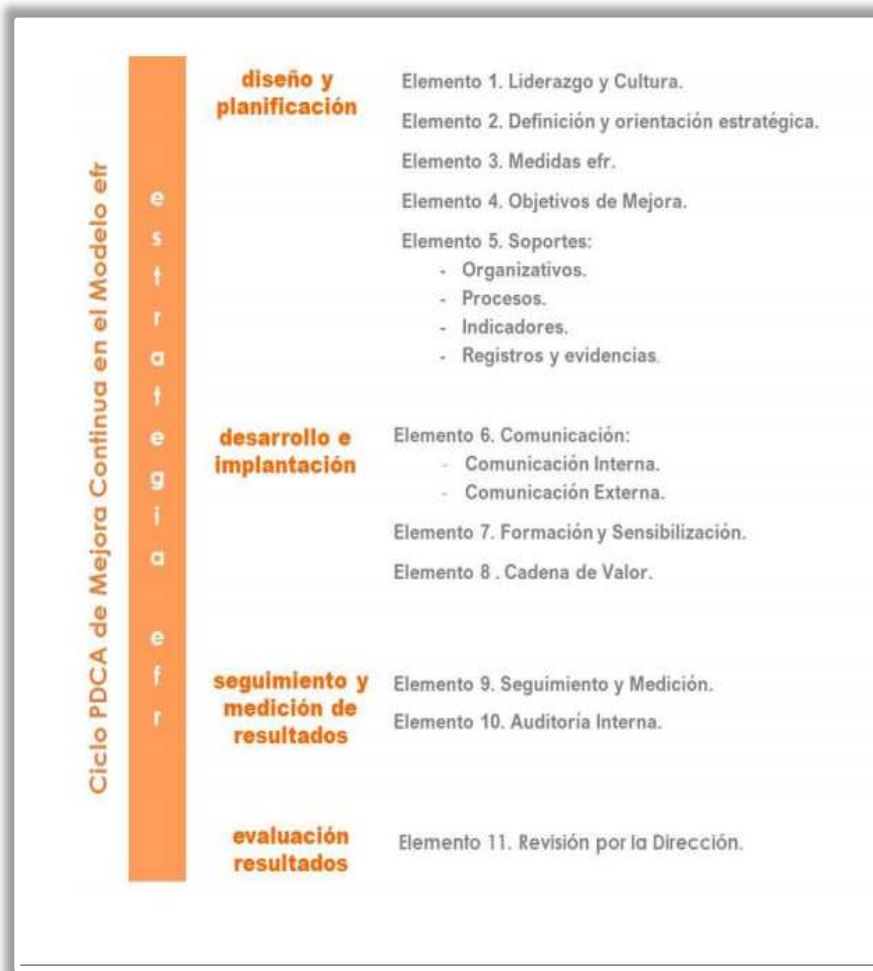 Ciclo PDCA de Mejora Continua en el Modelo efr
estrategia efr
diseño y
planificación
Elemento 1. Liderazgo y Cultura.
Elemento 2. Definición y orientación estratégica.
Elemento 3. Medidas efr.
Elemento 4. Objetivos de Mejora.
Elemento 5. Soportes:
- Organizativos.
- Procesos.
- Indicadores.
- Registros y evidencias.
desarrollo e
implantación
Elemento 6. Comunicación:
- Comunicación Interna.
- Comunicación Externa.
Elemento 7. Formación y Sensibilización.
Elemento 8 . Cadena de Valor.
seguimiento y
medición de
resultados
Elemento 9. Seguimiento y Medición.
Elemento 10. Auditoría Interna.
evaluación
resultados
Elemento 11. Revisión por la Dirección.